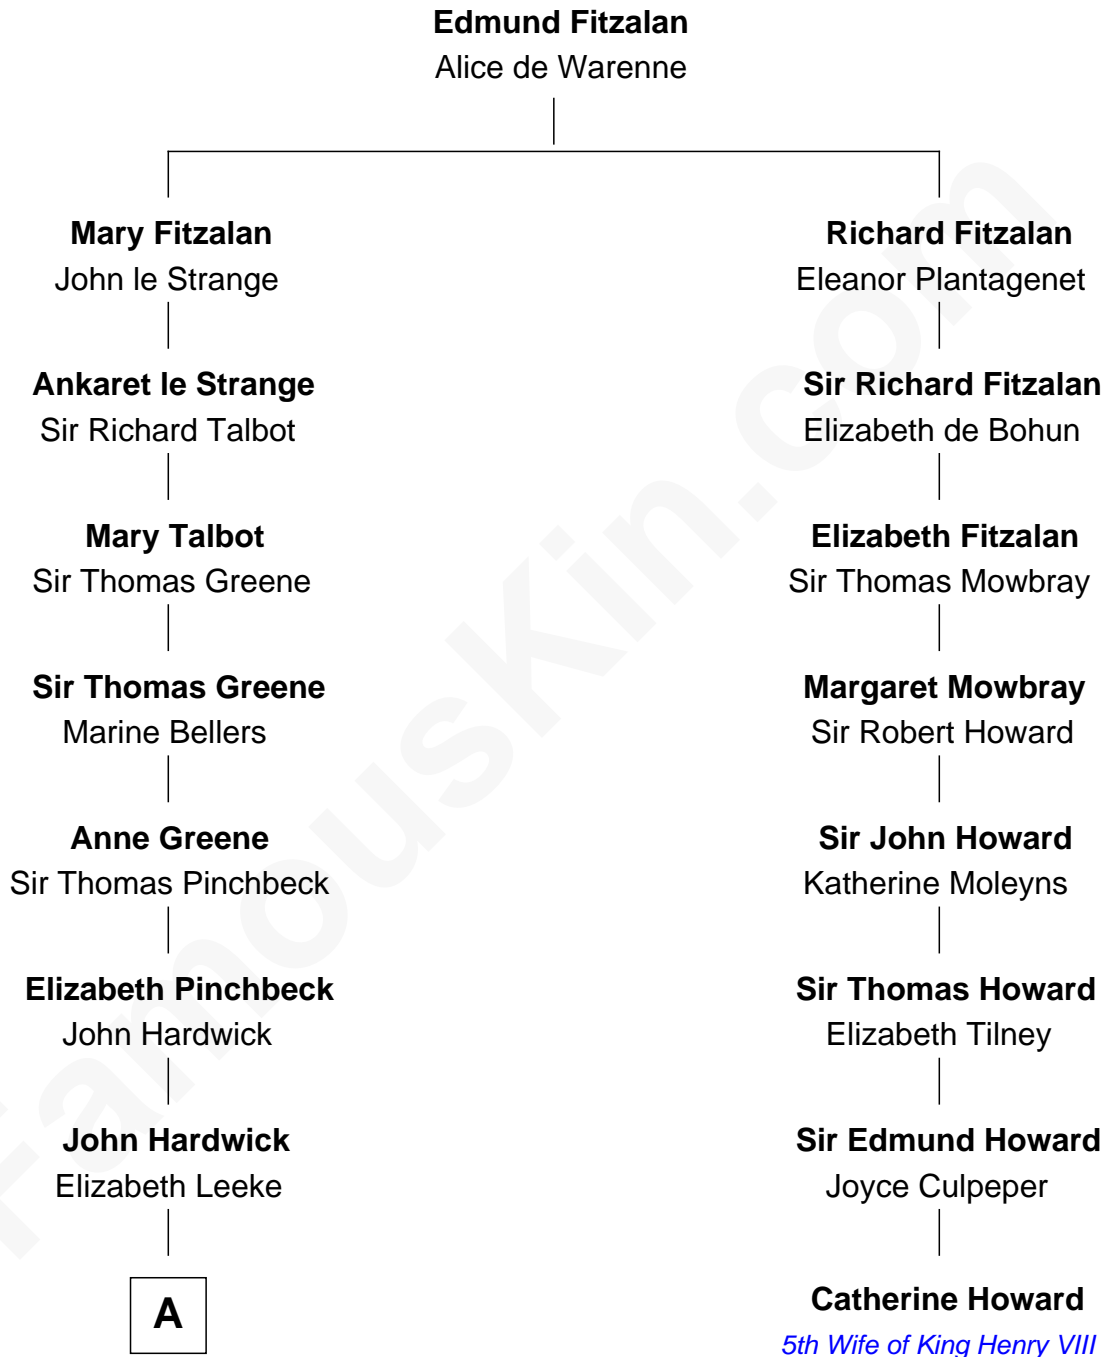 Edmund Fitzalan
Alice de Warenne
Mary Fitzalan
John le Strange
Richard Fitzalan
Eleanor Plantagenet
Ankaret le Strange
Sir Richard Talbot
Sir Richard Fitzalan
Elizabeth de Bohun
Mary Talbot
Sir Thomas Greene
Elizabeth Fitzalan
Sir Thomas Mowbray
Sir Thomas Greene
Marine Bellers
Margaret Mowbray
Sir Robert Howard
Anne Greene
Sir Thomas Pinchbeck
Sir John Howard
Katherine Moleyns
Elizabeth Pinchbeck
John Hardwick
Sir Thomas Howard
Elizabeth Tilney
John Hardwick
Elizabeth Leeke
Sir Edmund Howard
Joyce Culpeper
A
Catherine Howard
5th Wife of King Henry VIII
FamousKin.com